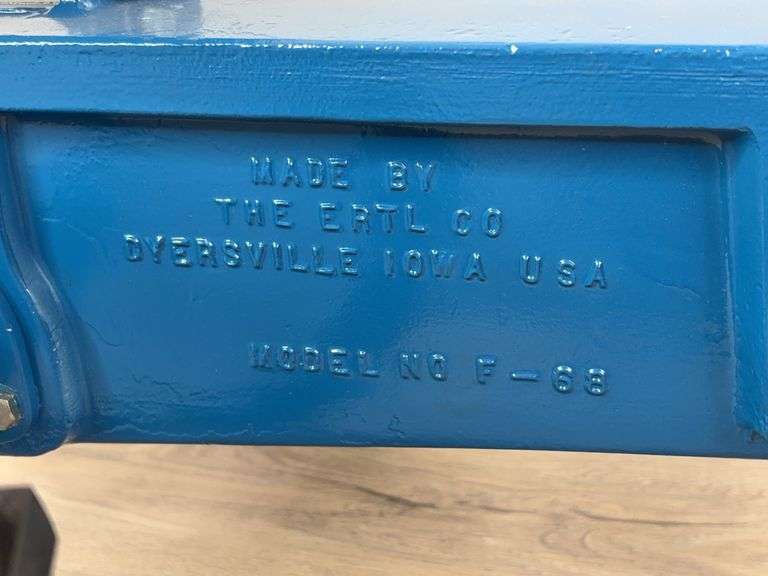 MADE BY
THE ERTL CO
DYERSVILLE IOWA USA
MODEL NO F-68